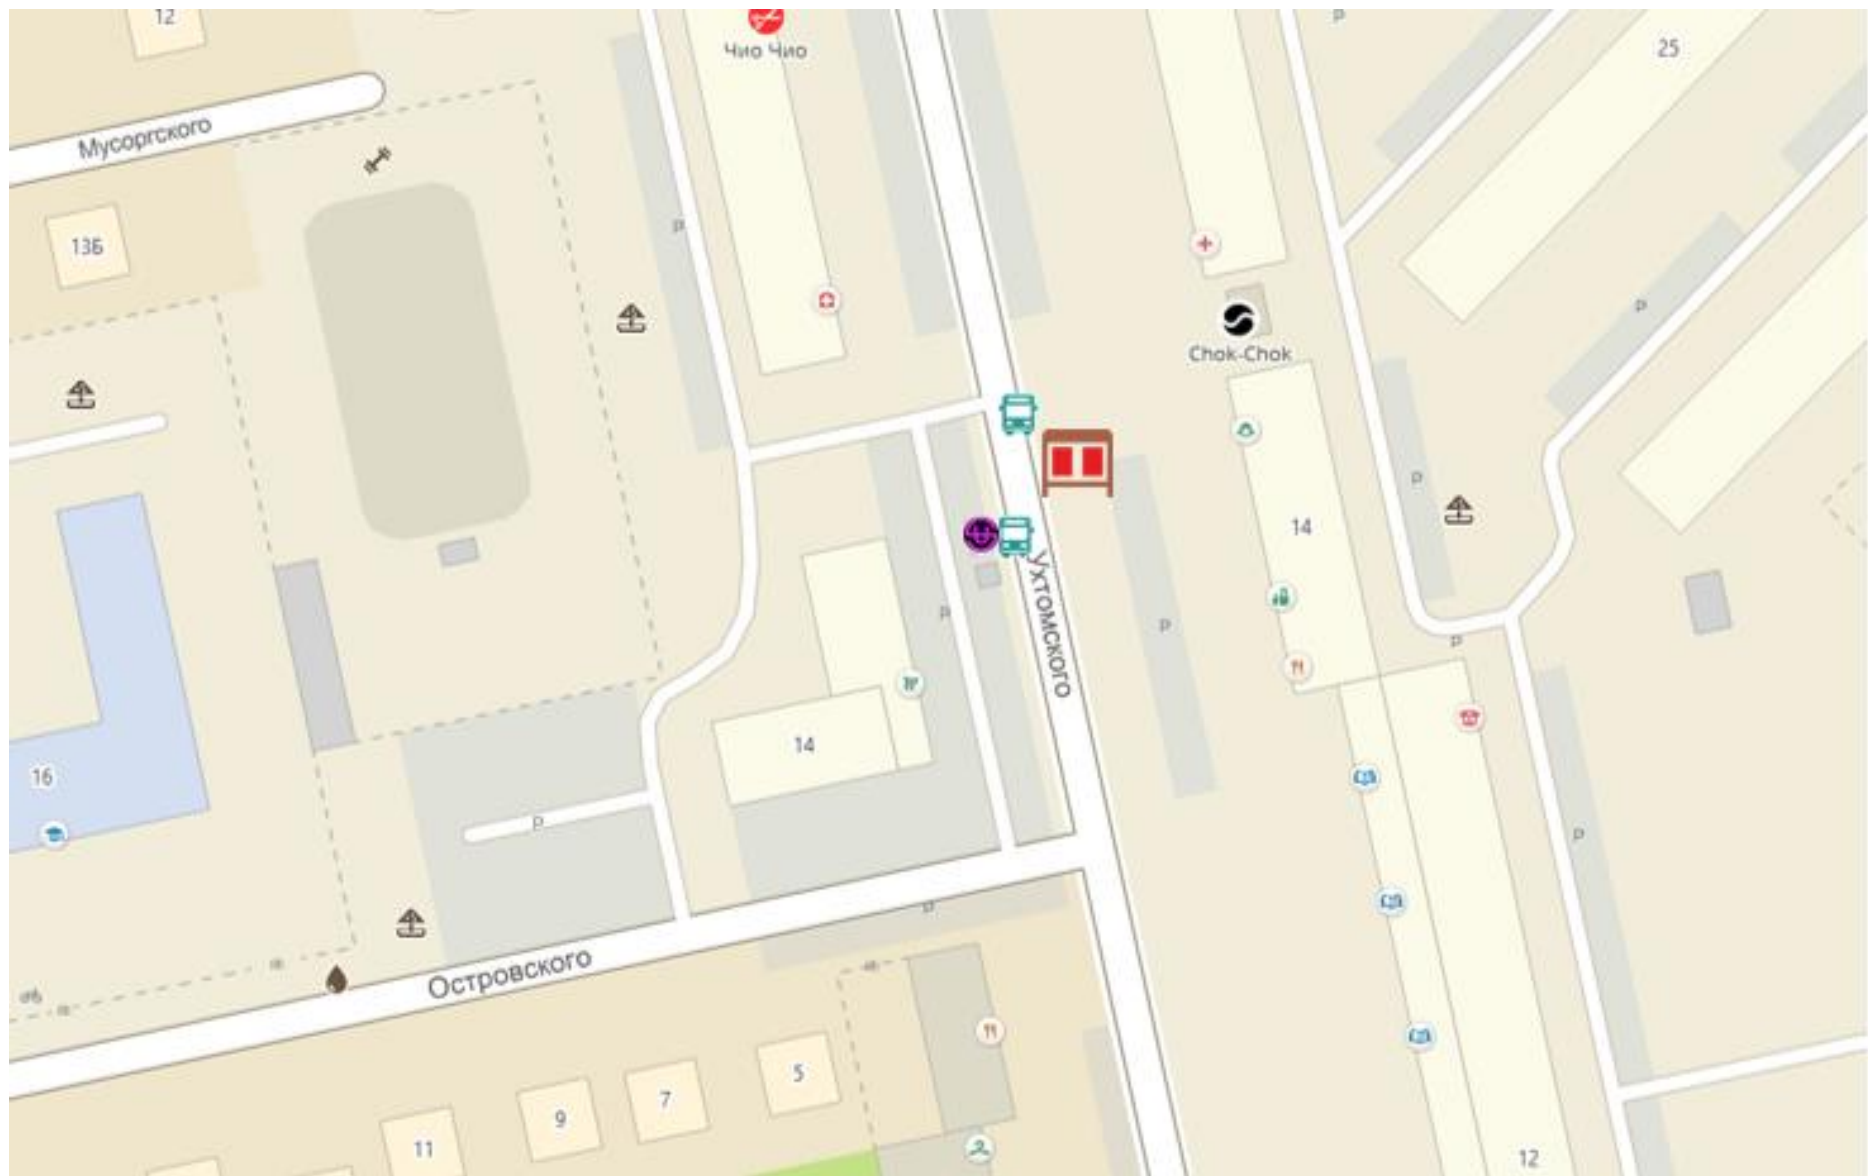 12
Чио Чио
25
Мусоргского
P
13Б
P
P
Chok-Chok
P
14
P
P
P
Ухтомского
P
14
16
P
P
P
Островского
5
7
9
11
12